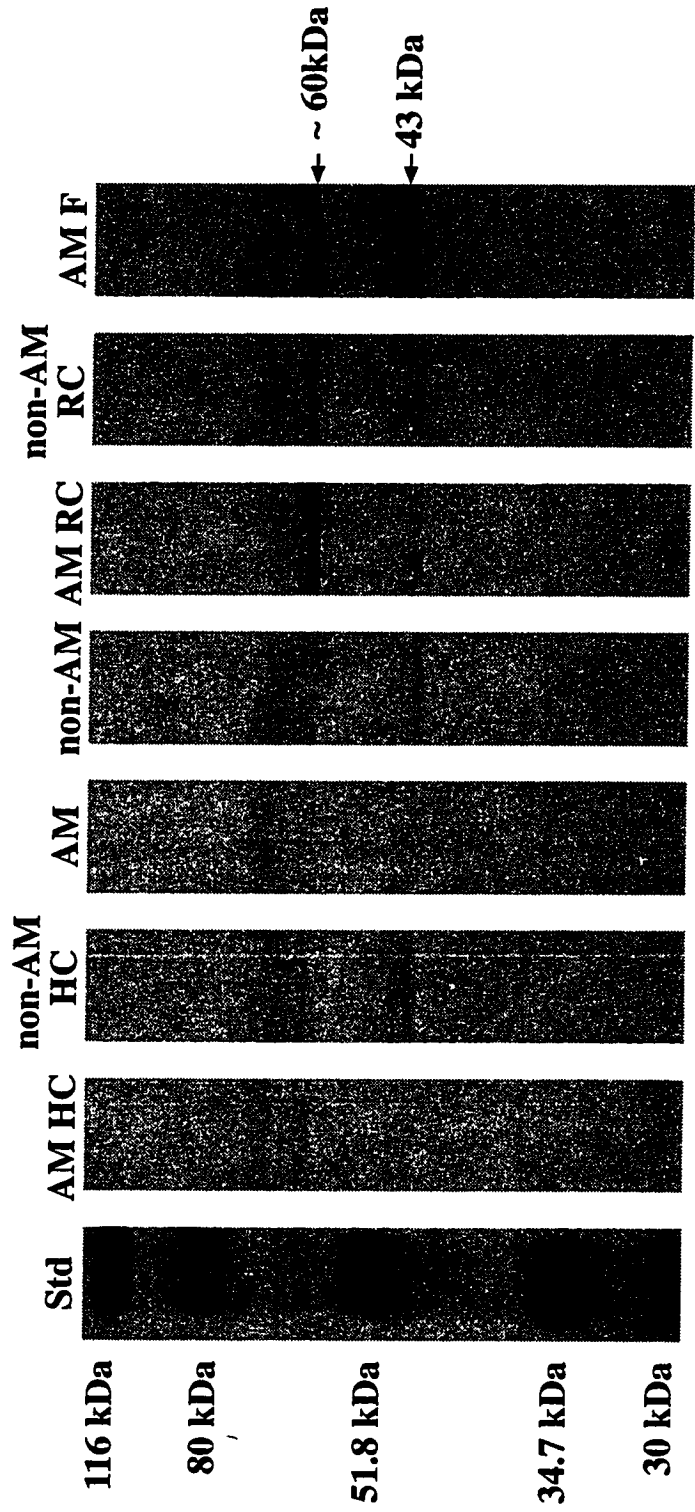 Std
AM HC
non-AM
HC
AM
non-AM
AM RC
non-AM
RC
AM F
116 kDa
80 kDa
51.8 kDa
34.7 kDa
30 kDa
~ 60kDa
43 kDa